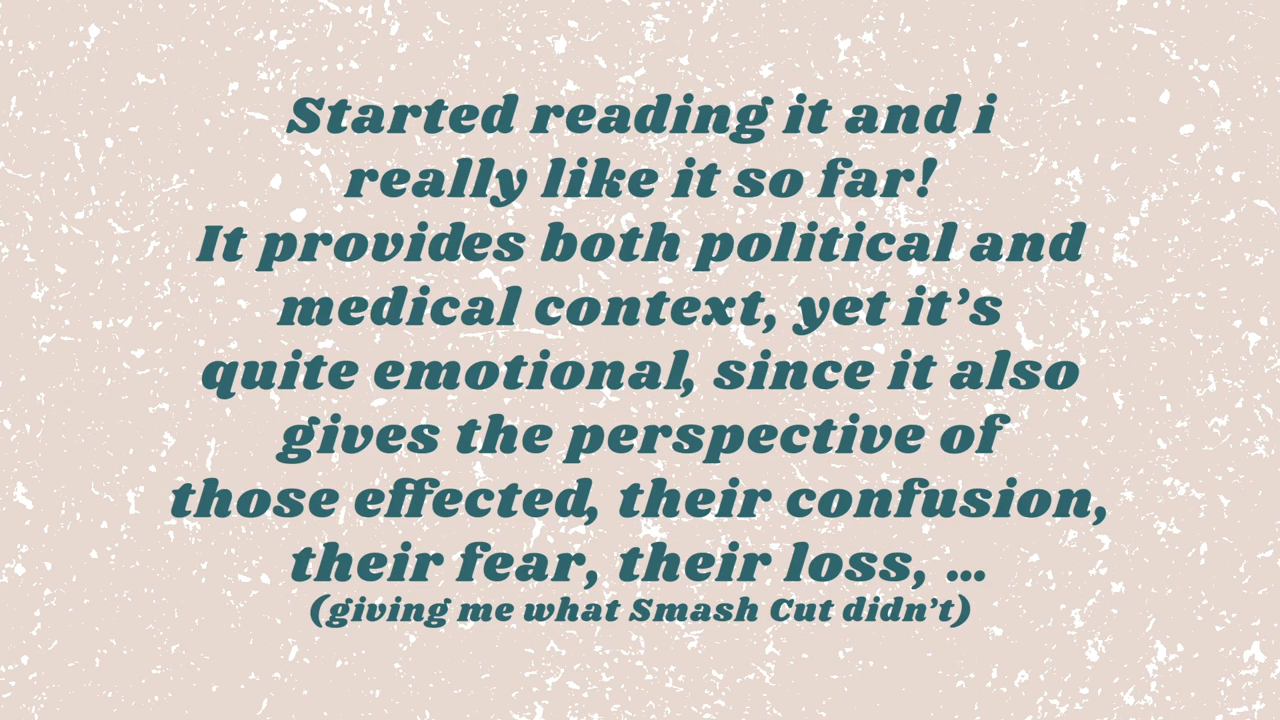 Started reading it and i
really like it so far!
It provides both political and
medical context, yet it’s
quite emotional, since it also
gives the perspective of
those effected, their confusion,
their fear, their loss, ...
(giving me what Smash Cut didn’t)